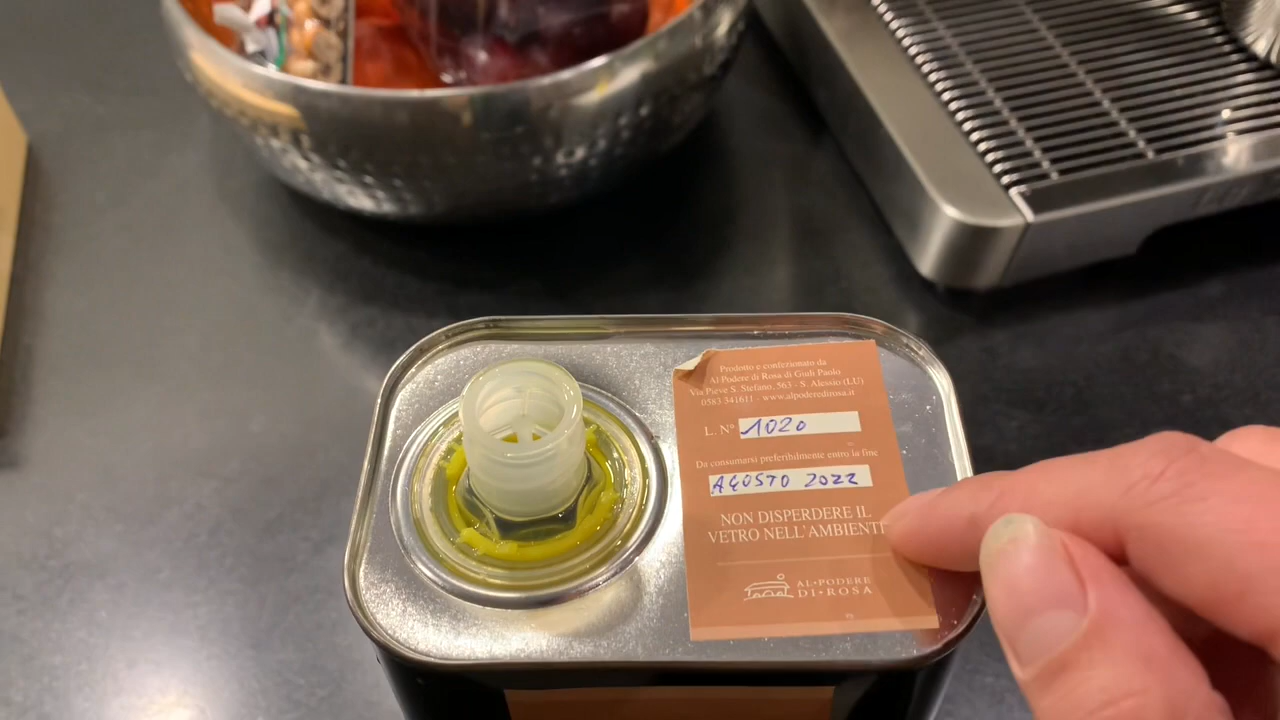 Prodotto e confezionato da
Al Podere di Rosa di Giuli Paolo
Via Pieve S. Stefano, 563 - S. Alessio (LU)
0583 341611 - www.alpoderedirosa.it
L. N° 1020
Da consumarsi preferibilmente entro la fine
AGOSTO 2022
NON DISPERDERE IL
VETRO NELL'AMBIENTE
AL•PODERE
DI•ROSA